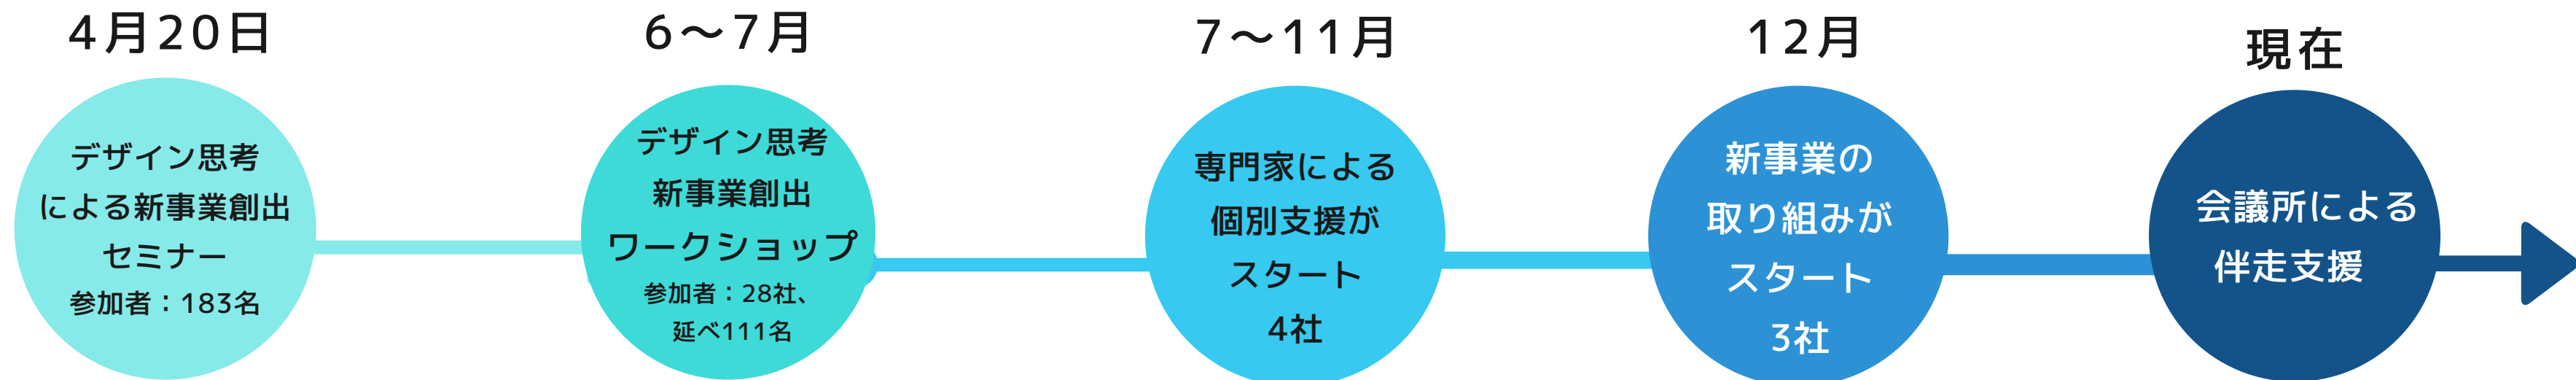 4月20日
デザイン思考
による新事業創出
セミナー
参加者：183名
6～7月
デザイン思考
新事業創出
ワークショップ
参加者：28社、
延べ111名
7～11月
専門家による
個別支援が
スタート
4社
12月
新事業の
取り組みが
スタート
3社
現在
会議所による
伴走支援